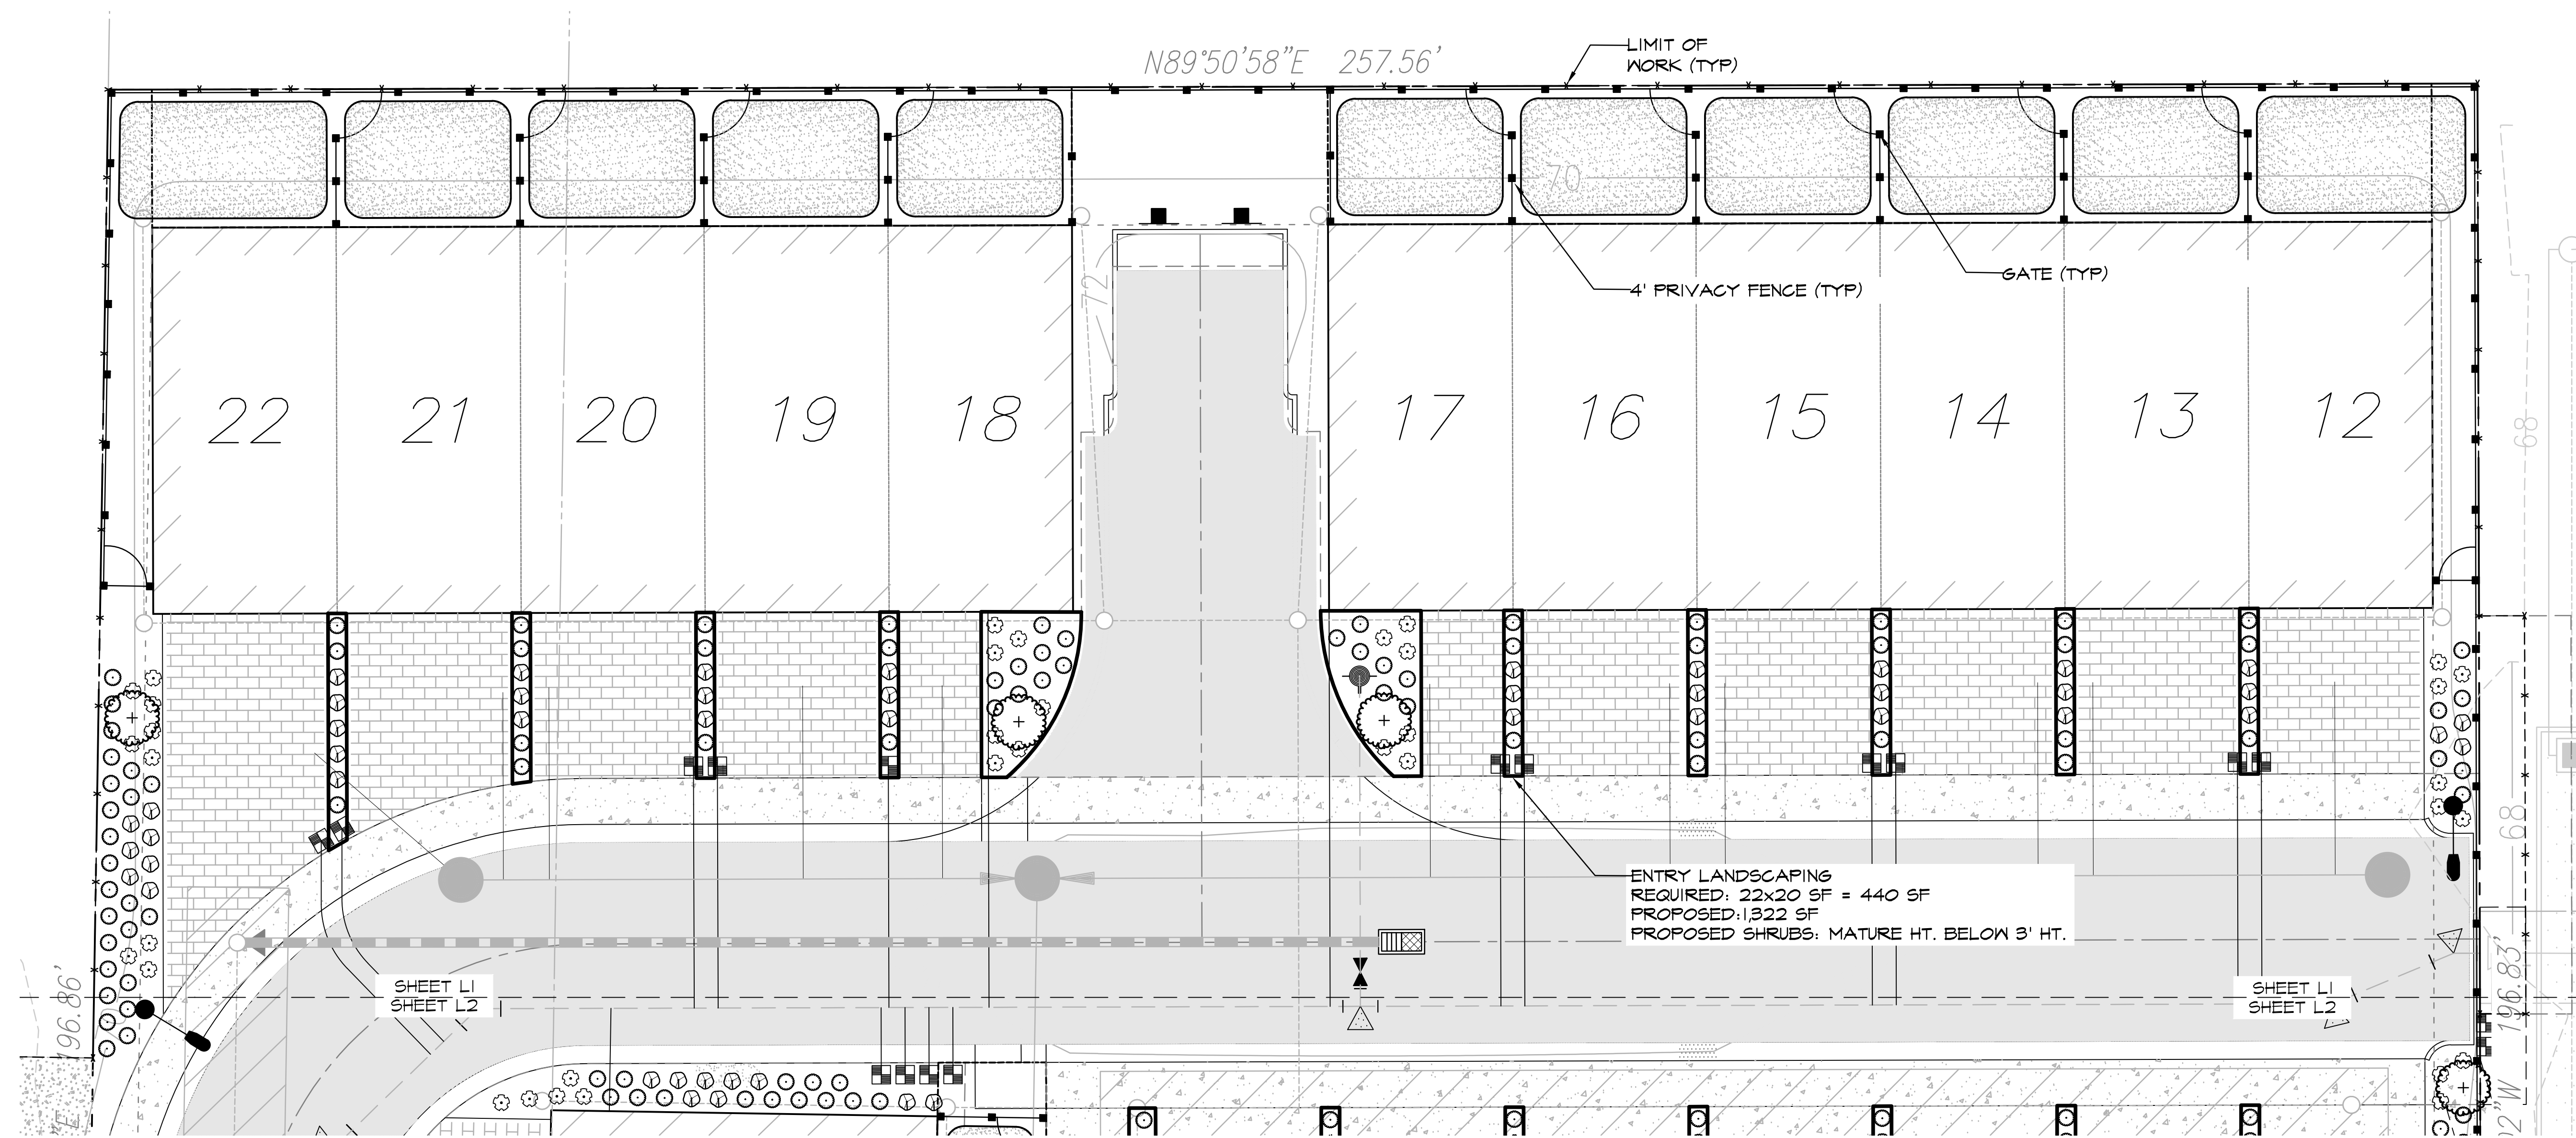 N89°50'58"E 257.56'
LIMIT OF
WORK (TYP)
70
72
4' PRIVACY FENCE (TYP)
GATE (TYP)
22
21
20
19
18
17
16
15
14
13
12
68
68
ENTRY LANDSCAPING
REQUIRED: 22x20 SF = 440 SF
PROPOSED:1,322 SF
PROPOSED SHRUBS: MATURE HT. BELOW 3' HT.
SHEET L1
SHEET L2
SHEET L1
SHEET L2
196.86'
"E
196.83'
02"W